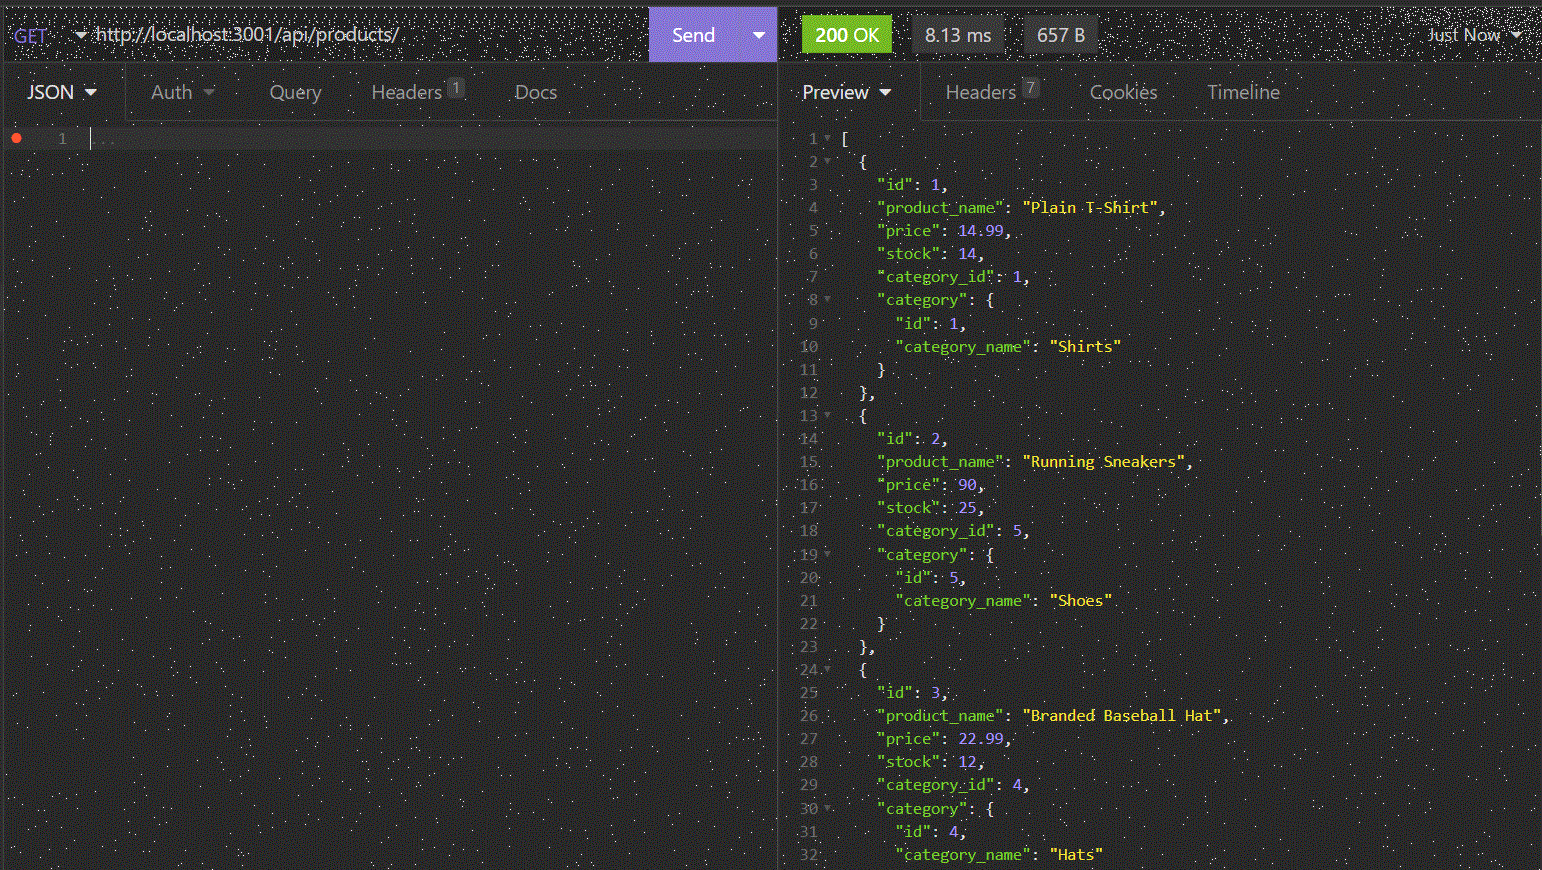 GET http://localhost:3001/api/products/ Send 200 OK 8.13 ms 657 B Just Now
JSON Auth Query Headers 1 Docs Preview Headers 7 Cookies Timeline
1 ...
1 [
2 {
3 "id": 1,
4 "product_name": "Plain T-Shirt",
5 "price": 14.99,
6 "stock": 14,
7 "category_id": 1,
8 "category": {
9 "id": 1,
10 "category_name": "Shirts"
11 }
12 },
13 {
14 "id": 2,
15 "product_name": "Running Sneakers",
16 "price": 90,
17 "stock": 25,
18 "category_id": 5,
19 "category": {
20 "id": 5,
21 "category_name": "Shoes"
22 }
23 },
24 {
25 "id": 3,
26 "product_name": "Branded Baseball Hat",
27 "price": 22.99,
28 "stock": 12,
29 "category_id": 4,
30 "category": {
31 "id": 4,
32 "category_name": "Hats"